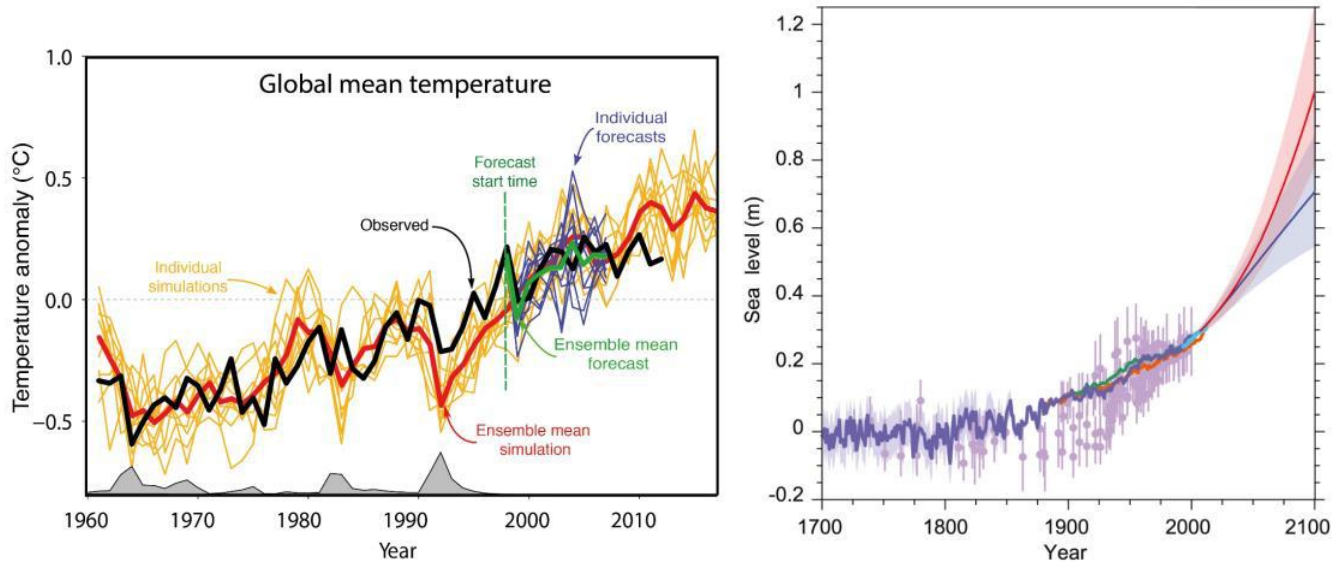 Global mean temperature
Temperature anomaly (°C)
1.0
0.5
0.0
−0.5
Individual
forecasts
Forecast
start time
Observed
Individual
simulations
Ensemble mean
forecast
Ensemble mean
simulation
1960 1970 1980 1990 2000 2010
Year
Sea level (m)
1.2
1
0.8
0.6
0.4
0.2
0
-0.2
1700 1800 1900 2000 2100
Year